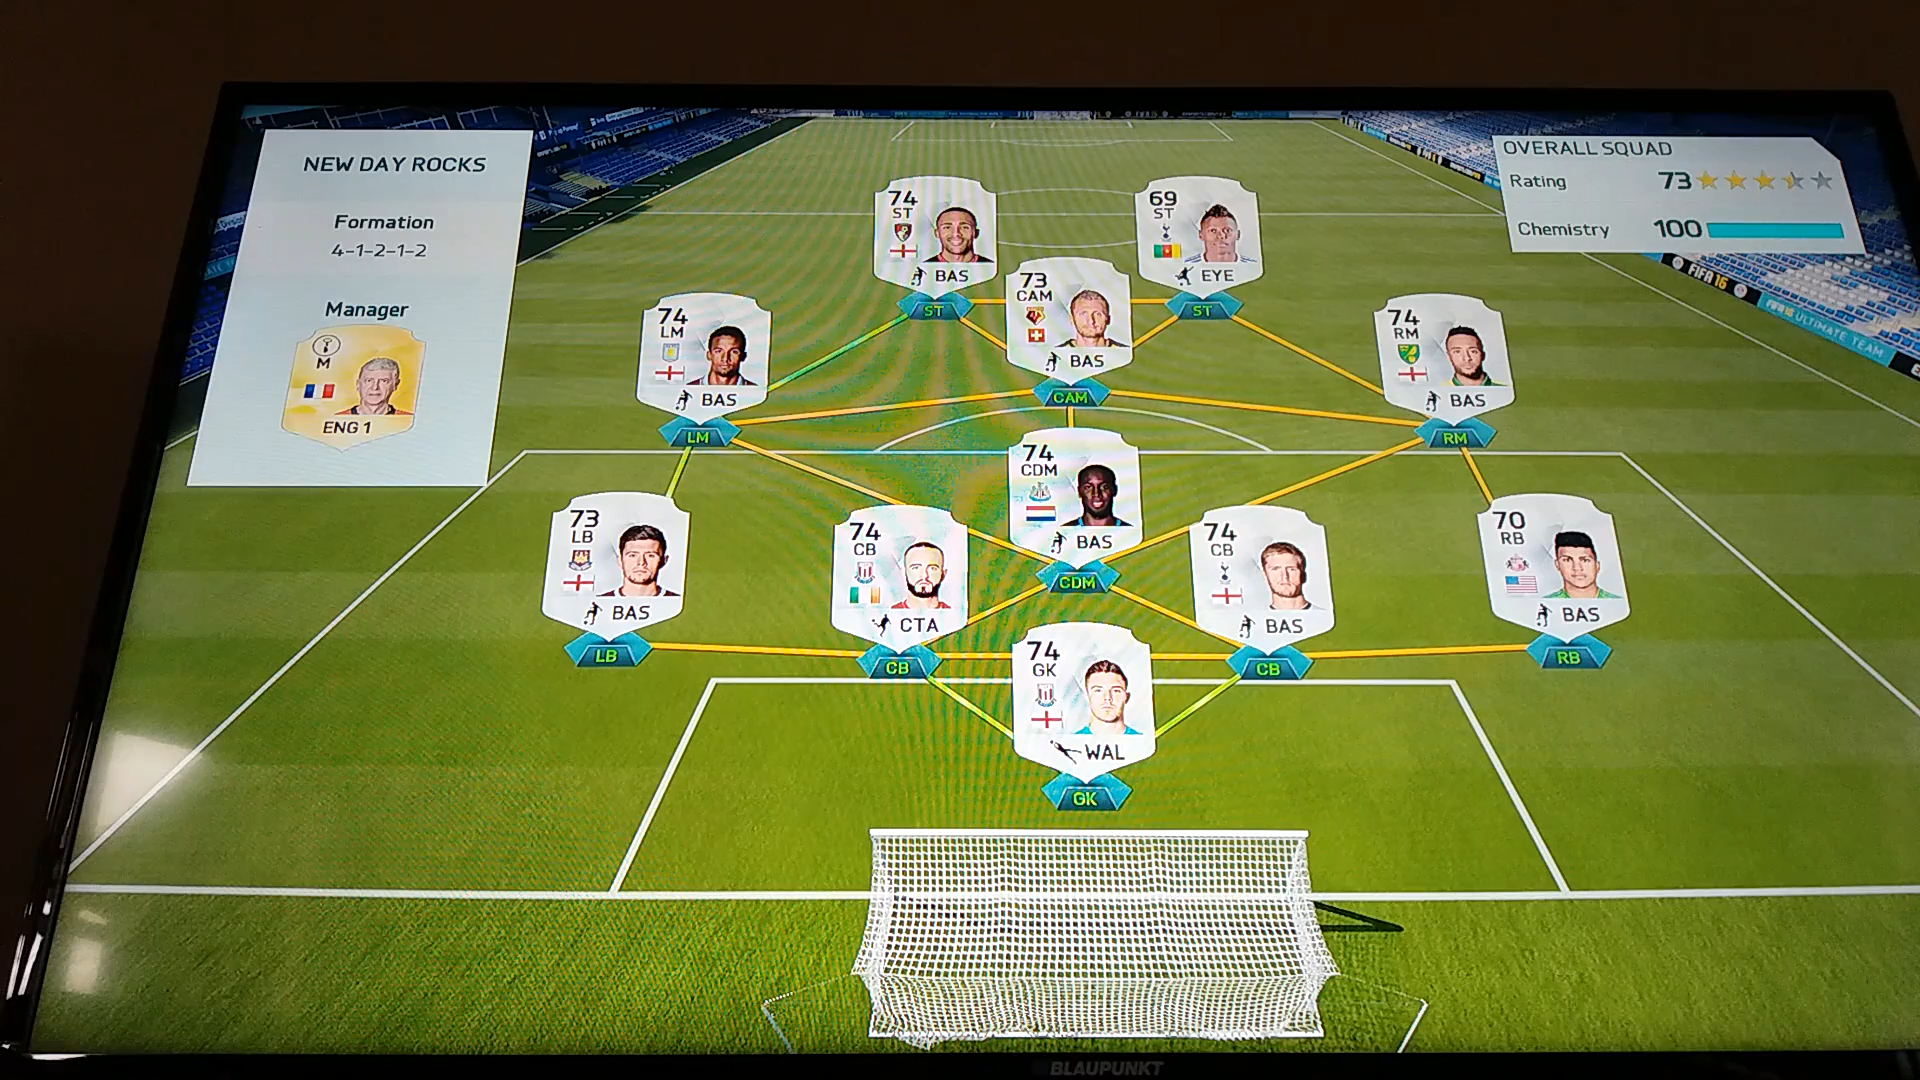 NEW DAY ROCKS
Formation
4-1-2-1-2
Manager
M
ENG 1
OVERALL SQUAD
Rating 73
Chemistry 100
74
ST
BAS
ST
69
ST
EYE
ST
73
CAM
BAS
CAM
74
LM
BAS
LM
74
RM
BAS
RM
74
CDM
BAS
CDM
73
LB
BAS
LB
74
CB
CTA
CB
74
CB
BAS
CB
70
RB
BAS
RB
74
GK
WAL
GK
FIFA 16
ULTIMATE TEAM
BLAUPUNKT